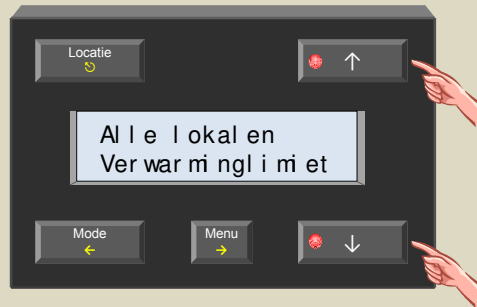 Locatie
Alle lokalen
Verwarminglimiet
Mode
Menu